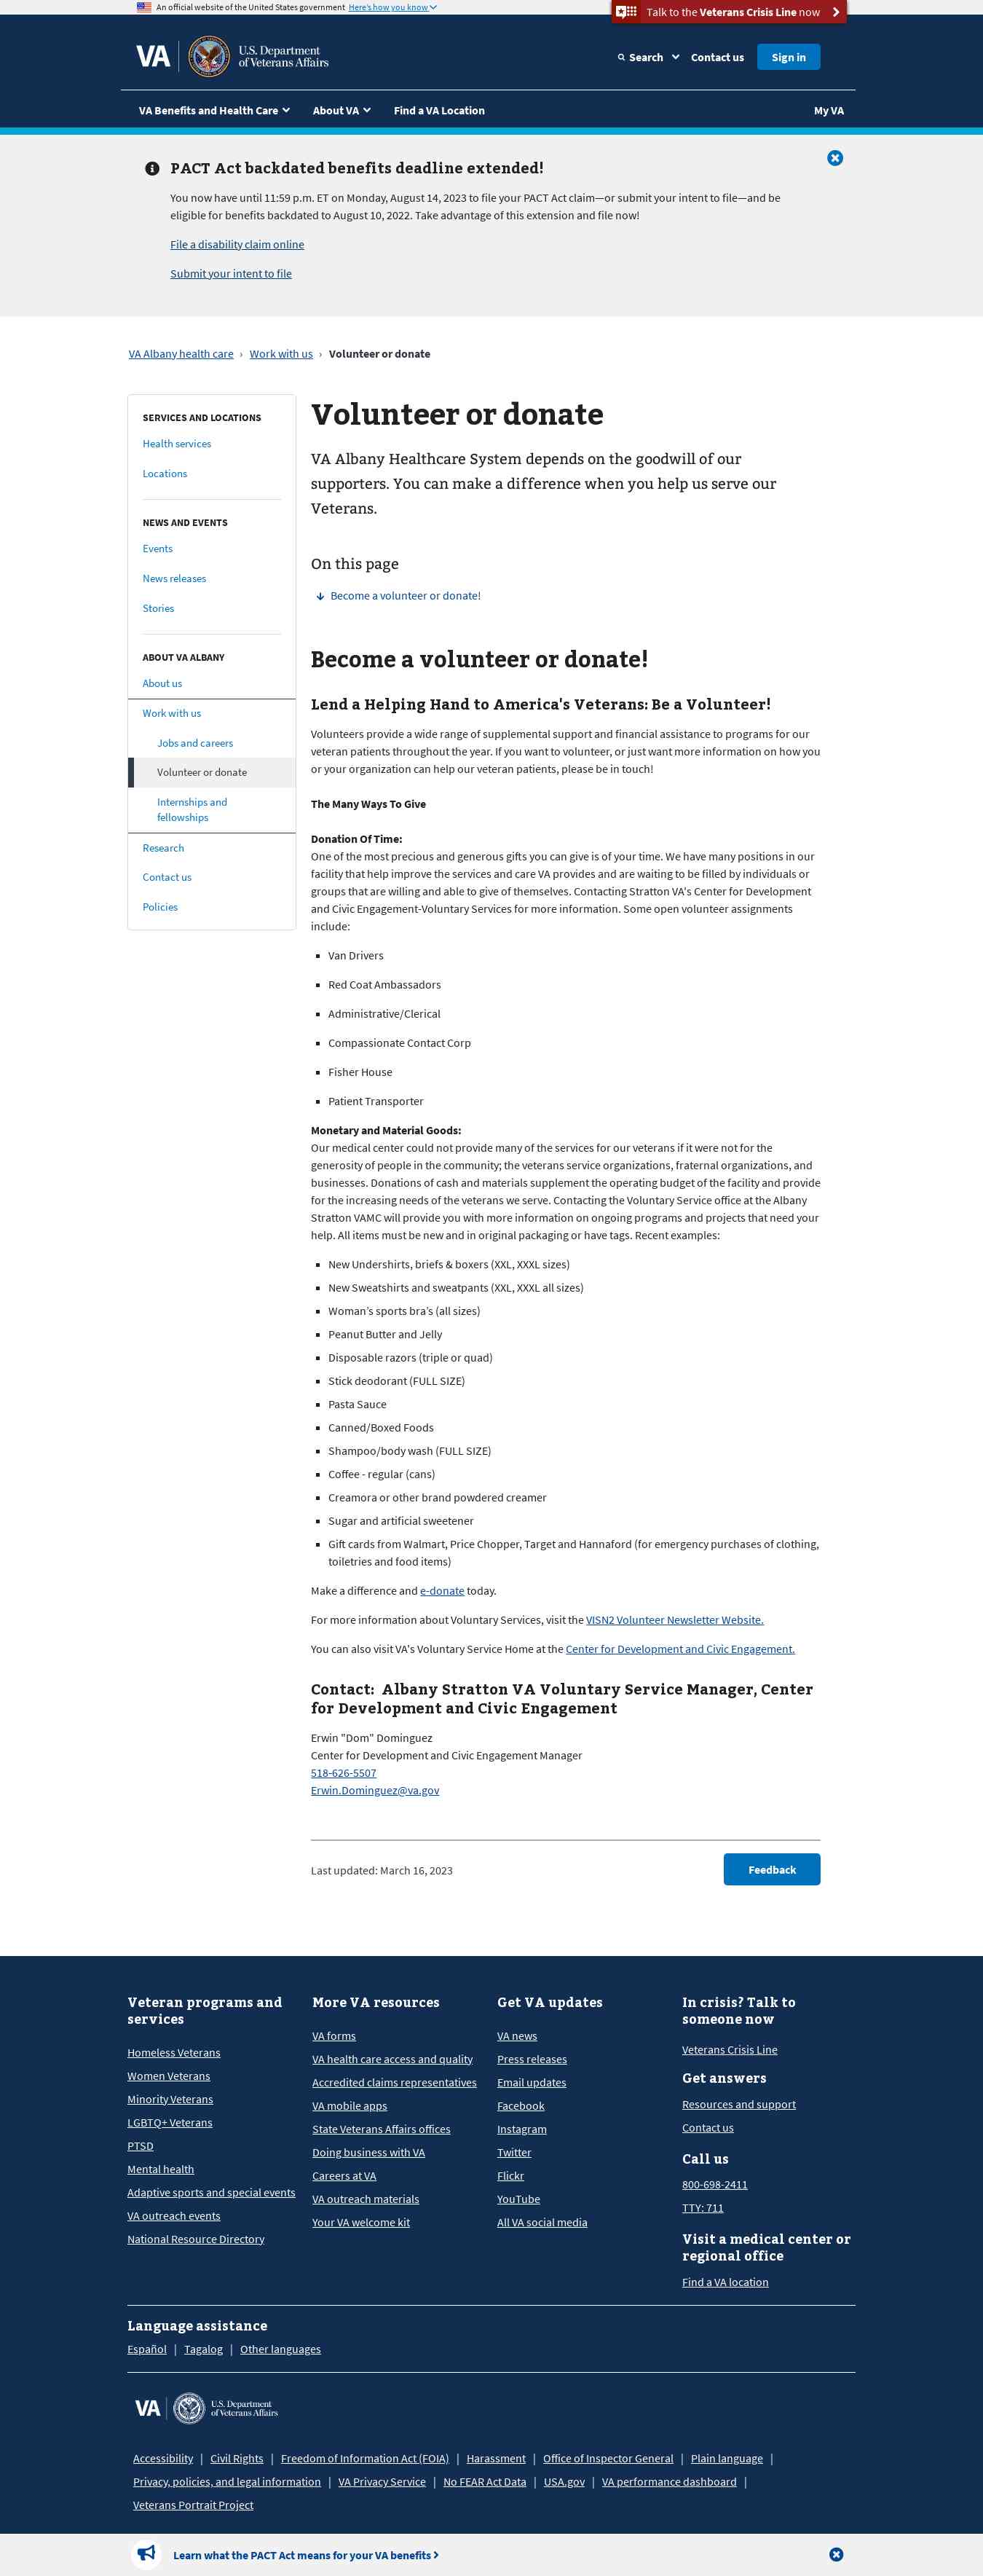 An official website of the United States government Here's how you know
Talk to the Veterans Crisis Line now
VA
U.S. Department
of Veterans Affairs
Search
Contact us
Sign in
VA Benefits and Health Care
About VA
Find a VA Location
My VA
PACT Act backdated benefits deadline extended!
You now have until 11:59 p.m. ET on Monday, August 14, 2023 to file your PACT Act claim—or submit your intent to file—and be
eligible for benefits backdated to August 10, 2022. Take advantage of this extension and file now!
File a disability claim online
Submit your intent to file
VA Albany health care › Work with us › Volunteer or donate
SERVICES AND LOCATIONS
Health services
Locations
NEWS AND EVENTS
Events
News releases
Stories
ABOUT VA ALBANY
About us
Work with us
Jobs and careers
Volunteer or donate
Internships and
fellowships
Research
Contact us
Policies
Volunteer or donate
VA Albany Healthcare System depends on the goodwill of our
supporters. You can make a difference when you help us serve our
Veterans.
On this page
Become a volunteer or donate!
Become a volunteer or donate!
Lend a Helping Hand to America's Veterans: Be a Volunteer!
Volunteers provide a wide range of supplemental support and financial assistance to programs for our
veteran patients throughout the year. If you want to volunteer, or just want more information on how you
or your organization can help our veteran patients, please be in touch!
The Many Ways To Give
Donation Of Time:
One of the most precious and generous gifts you can give is of your time. We have many positions in our
facility that help improve the services and care VA provides and are waiting to be filled by individuals or
groups that are willing and able to give of themselves. Contacting Stratton VA's Center for Development
and Civic Engagement-Voluntary Services for more information. Some open volunteer assignments
include:
Van Drivers
Red Coat Ambassadors
Administrative/Clerical
Compassionate Contact Corp
Fisher House
Patient Transporter
Monetary and Material Goods:
Our medical center could not provide many of the services for our veterans if it were not for the
generosity of people in the community; the veterans service organizations, fraternal organizations, and
businesses. Donations of cash and materials supplement the operating budget of the facility and provide
for the increasing needs of the veterans we serve. Contacting the Voluntary Service office at the Albany
Stratton VAMC will provide you with more information on ongoing programs and projects that need your
help. All items must be new and in original packaging or have tags. Recent examples:
New Undershirts, briefs & boxers (XXL, XXXL sizes)
New Sweatshirts and sweatpants (XXL, XXXL all sizes)
Woman’s sports bra’s (all sizes)
Peanut Butter and Jelly
Disposable razors (triple or quad)
Stick deodorant (FULL SIZE)
Pasta Sauce
Canned/Boxed Foods
Shampoo/body wash (FULL SIZE)
Coffee - regular (cans)
Creamora or other brand powdered creamer
Sugar and artificial sweetener
Gift cards from Walmart, Price Chopper, Target and Hannaford (for emergency purchases of clothing,
toiletries and food items)
Make a difference and e-donate today.
For more information about Voluntary Services, visit the VISN2 Volunteer Newsletter Website.
You can also visit VA's Voluntary Service Home at the Center for Development and Civic Engagement.
Contact: Albany Stratton VA Voluntary Service Manager, Center
for Development and Civic Engagement
Erwin "Dom" Dominguez
Center for Development and Civic Engagement Manager
518-626-5507
Erwin.Dominguez@va.gov
Last updated: March 16, 2023
Feedback
Veteran programs and
services
Homeless Veterans
Women Veterans
Minority Veterans
LGBTQ+ Veterans
PTSD
Mental health
Adaptive sports and special events
VA outreach events
National Resource Directory
More VA resources
VA forms
VA health care access and quality
Accredited claims representatives
VA mobile apps
State Veterans Affairs offices
Doing business with VA
Careers at VA
VA outreach materials
Your VA welcome kit
Get VA updates
VA news
Press releases
Email updates
Facebook
Instagram
Twitter
Flickr
YouTube
All VA social media
In crisis? Talk to
someone now
Veterans Crisis Line
Get answers
Resources and support
Contact us
Call us
800-698-2411
TTY: 711
Visit a medical center or
regional office
Find a VA location
Language assistance
Español | Tagalog | Other languages
VA
U.S. Department
of Veterans Affairs
Accessibility | Civil Rights | Freedom of Information Act (FOIA) | Harassment | Office of Inspector General | Plain language |
Privacy, policies, and legal information | VA Privacy Service | No FEAR Act Data | USA.gov | VA performance dashboard |
Veterans Portrait Project
Learn what the PACT Act means for your VA benefits